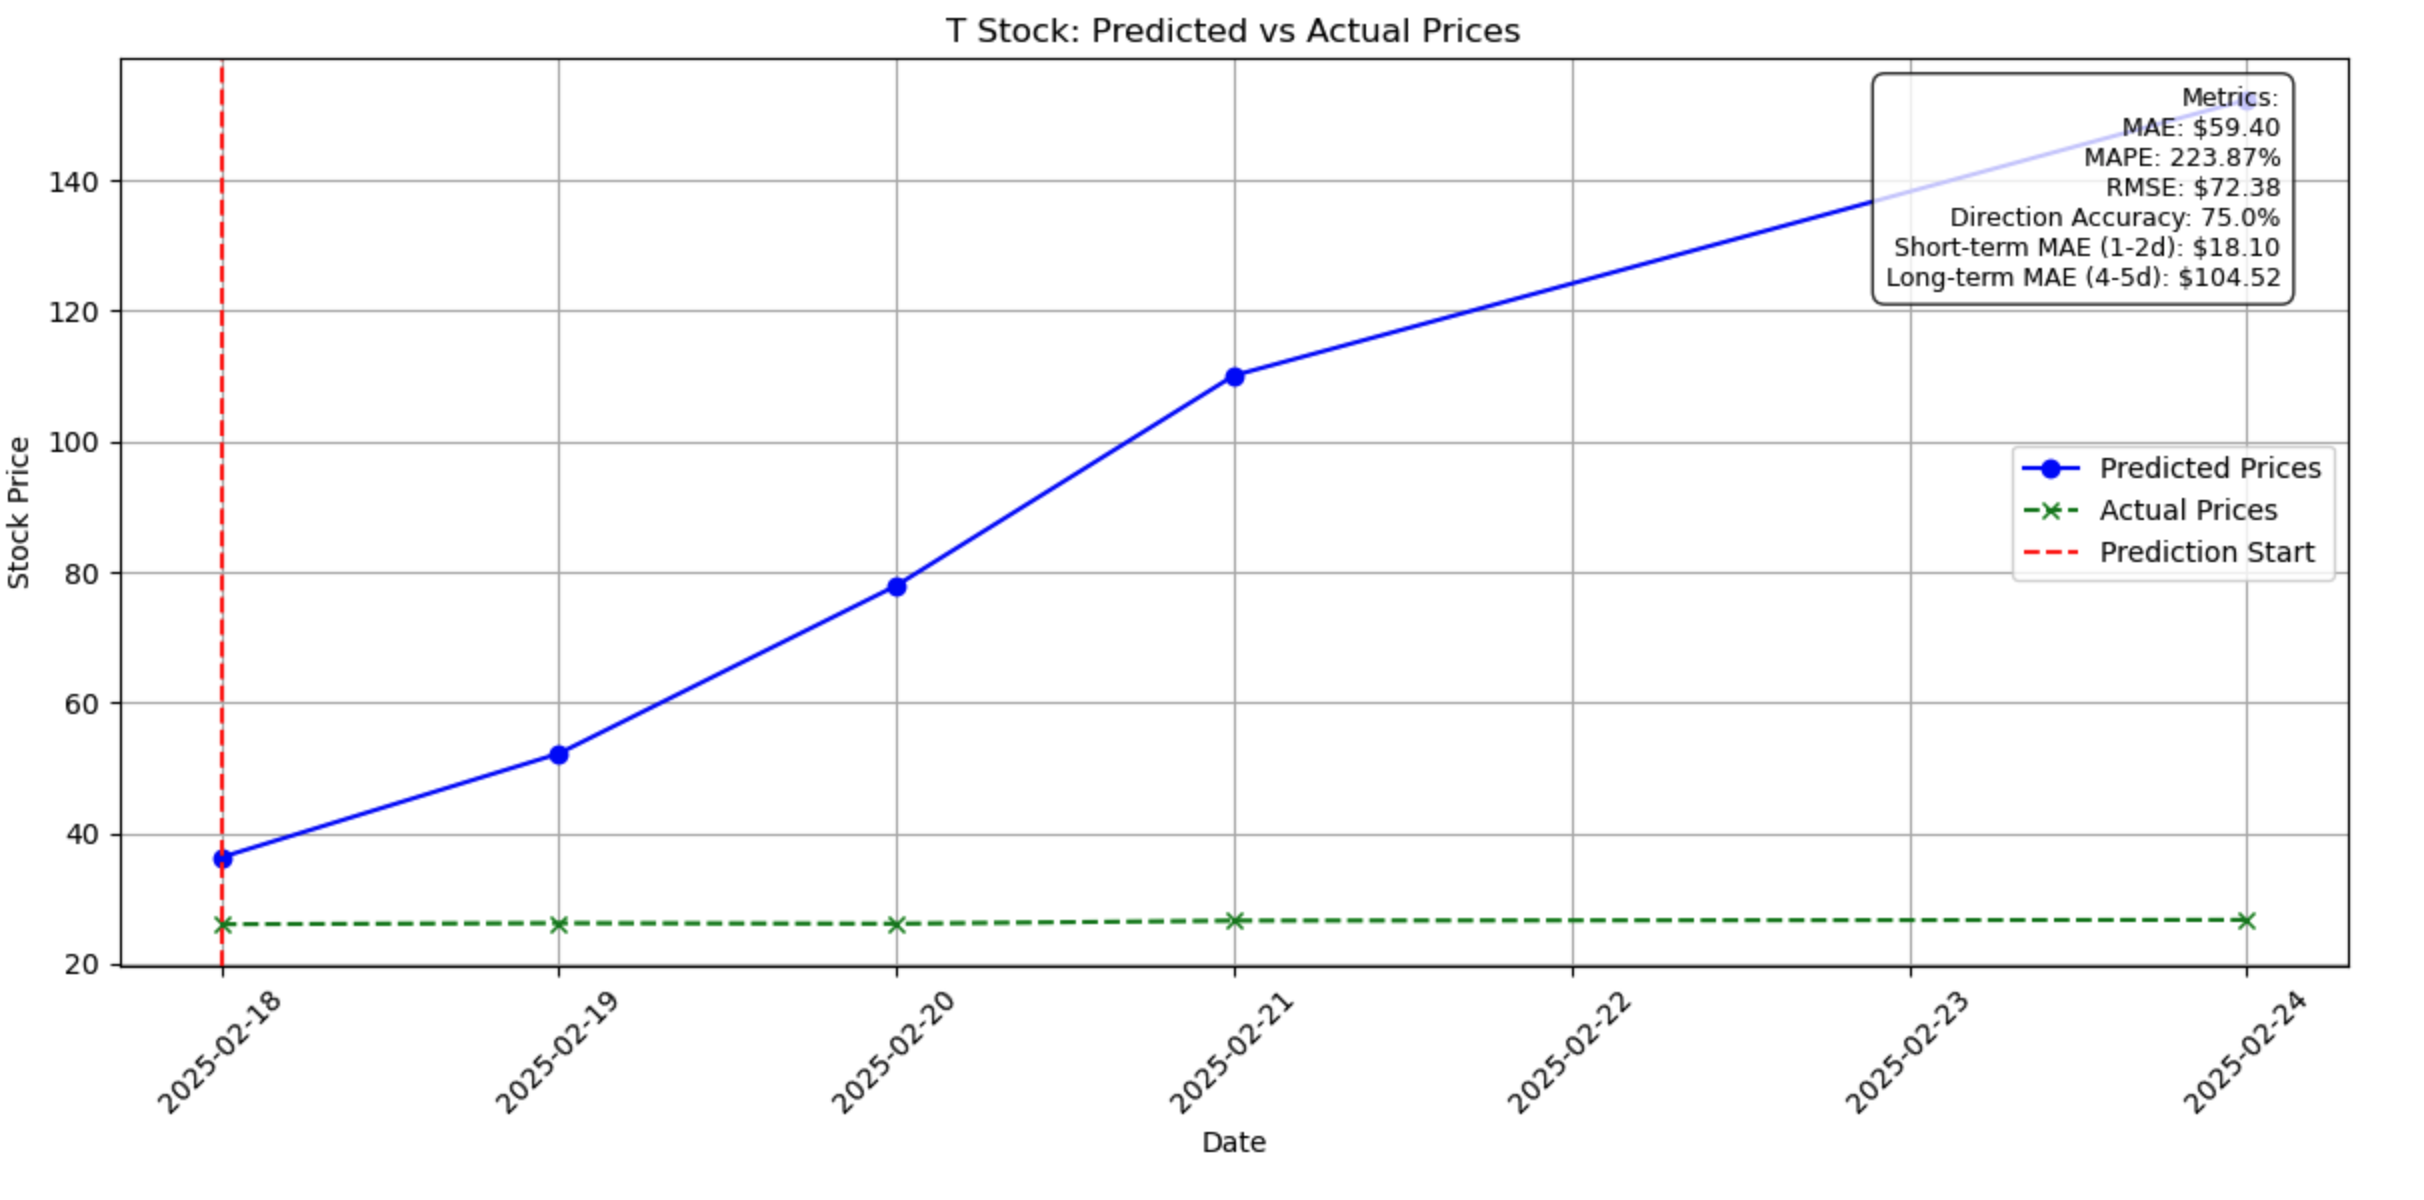 T Stock: Predicted vs Actual Prices
Metrics:
MAE: $59.40
MAPE: 223.87%
RMSE: $72.38
Direction Accuracy: 75.0%
Short-term MAE (1-2d): $18.10
Long-term MAE (4-5d): $104.52
Predicted Prices
Actual Prices
Prediction Start
Stock Price
140
120
100
80
60
40
20
2025-02-18
2025-02-19
2025-02-20
2025-02-21
2025-02-22
2025-02-23
2025-02-24
Date